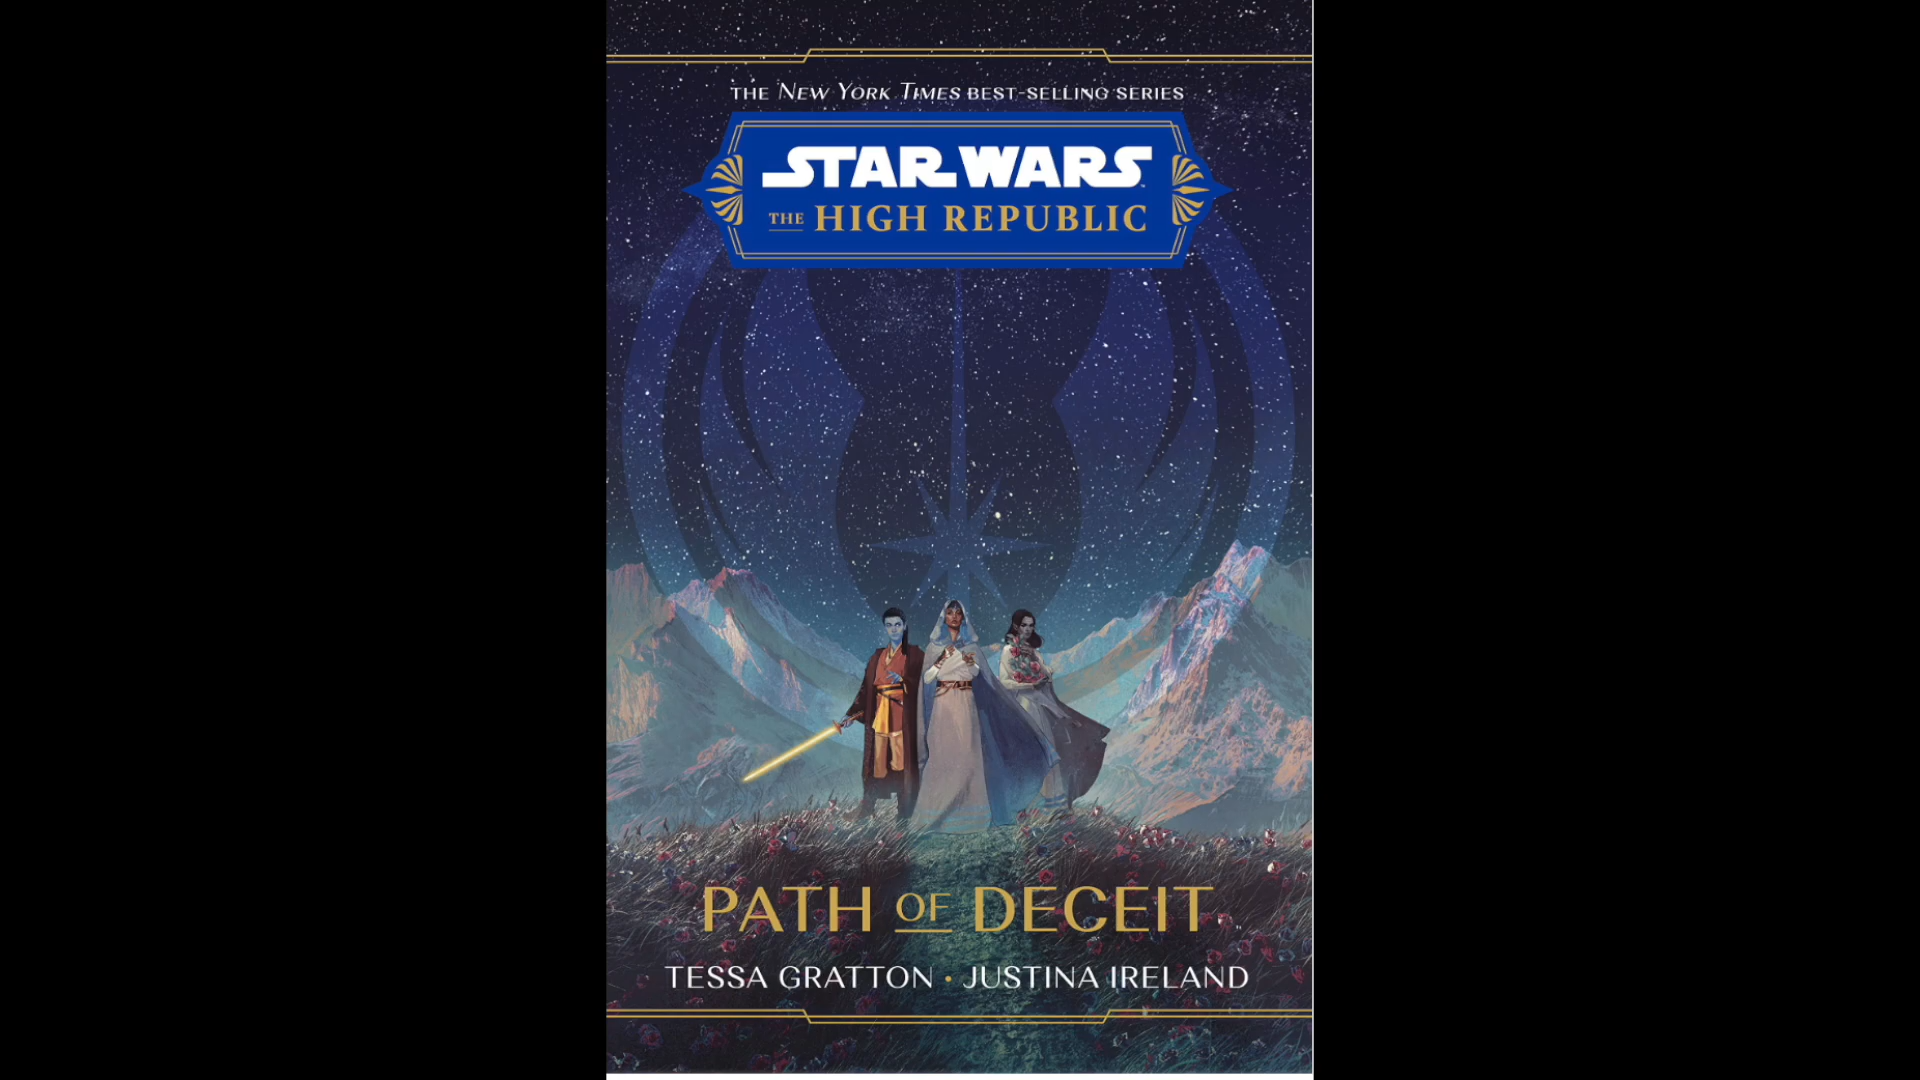 THE NEW YORK TIMES BEST-SELLING SERIES
STAR WARS
THE HIGH REPUBLIC
PATH OF DECEIT
TESSA GRATTON • JUSTINA IRELAND